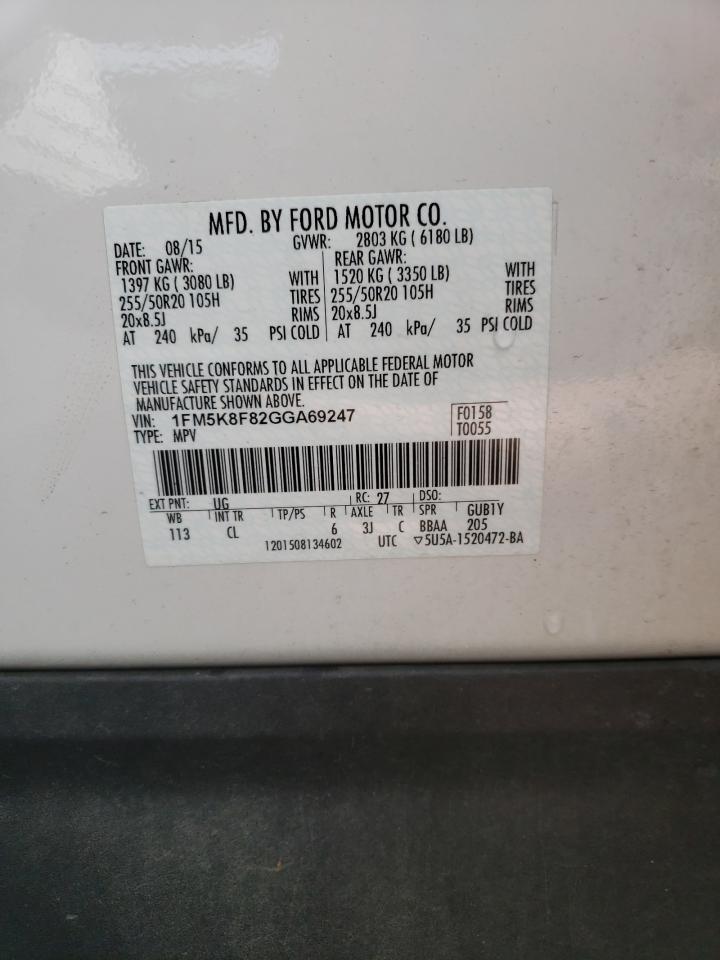 MFD. BY FORD MOTOR CO.
DATE: 08/15 GVWR: 2803 KG ( 6180 LB)
FRONT GAWR: REAR GAWR:
1397 KG ( 3080 LB) WITH 1520 KG ( 3350 LB) WITH
255/50R20 105H TIRES 255/50R20 105H TIRES
20x8.5J RIMS 20x8.5J RIMS
AT 240 kPa/ 35 PSI COLD AT 240 kPa/ 35 PSI COLD
THIS VEHICLE CONFORMS TO ALL APPLICABLE FEDERAL MOTOR
VEHICLE SAFETY STANDARDS IN EFFECT ON THE DATE OF
MANUFACTURE SHOWN ABOVE.
VIN: 1FM5K8F82GGA69247 F0158
TYPE: MPV T0055
EXT PNT: UG RC: 27 DSO:
WB INT TR TP/PS R AXLE TR SPR GUB1Y
113 CL 6 3J C BBAA 205
1201508134602 UTC ▽5U5A-1520472-BA